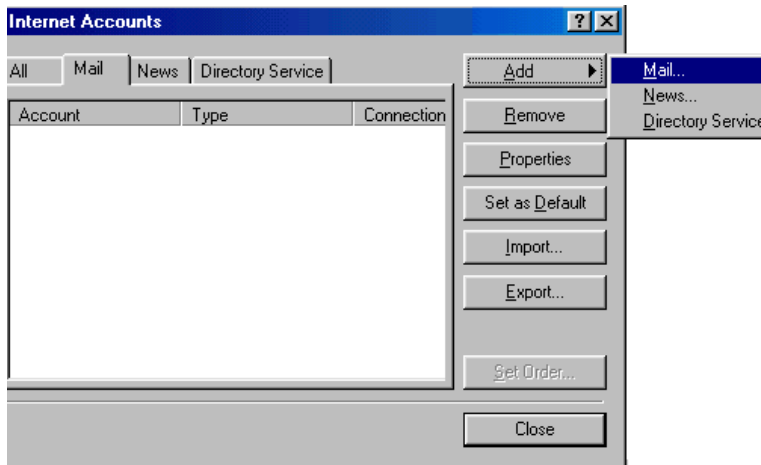 Internet Accounts
All Mail News Directory Service
Account Type Connection
Add
Remove
Properties
Set as Default
Import...
Export...
Set Order...
Close
Mail...
News...
Directory Service